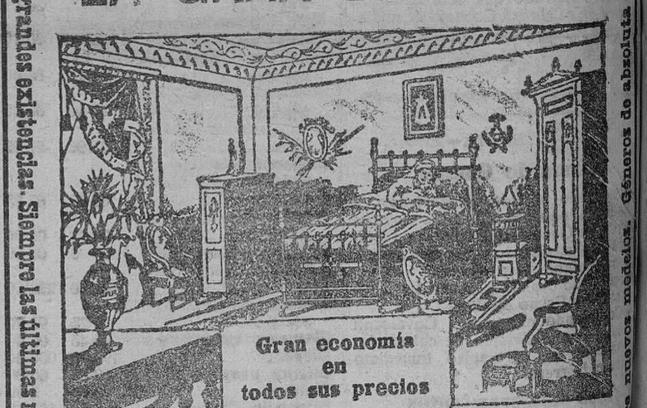 Grandes existencias. Siempre las últimas
nuevos modelos. Géneros de absoluta
Gran economía
en
todos sus precios